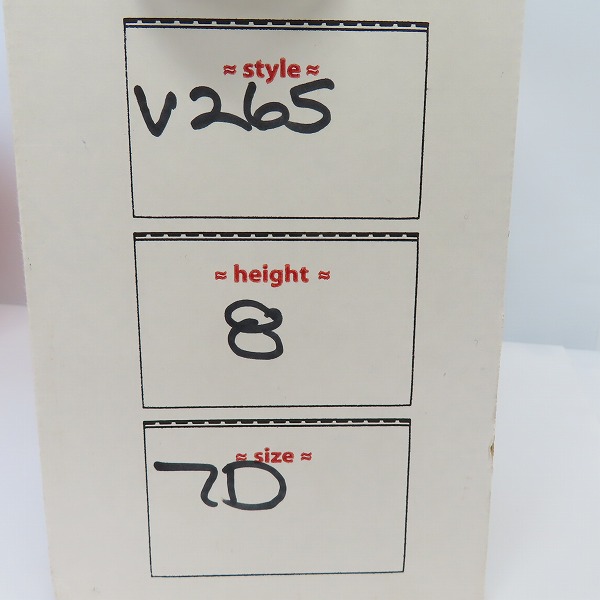 ≈ style ≈
V265
≈ height ≈
8
≈ size ≈
7D